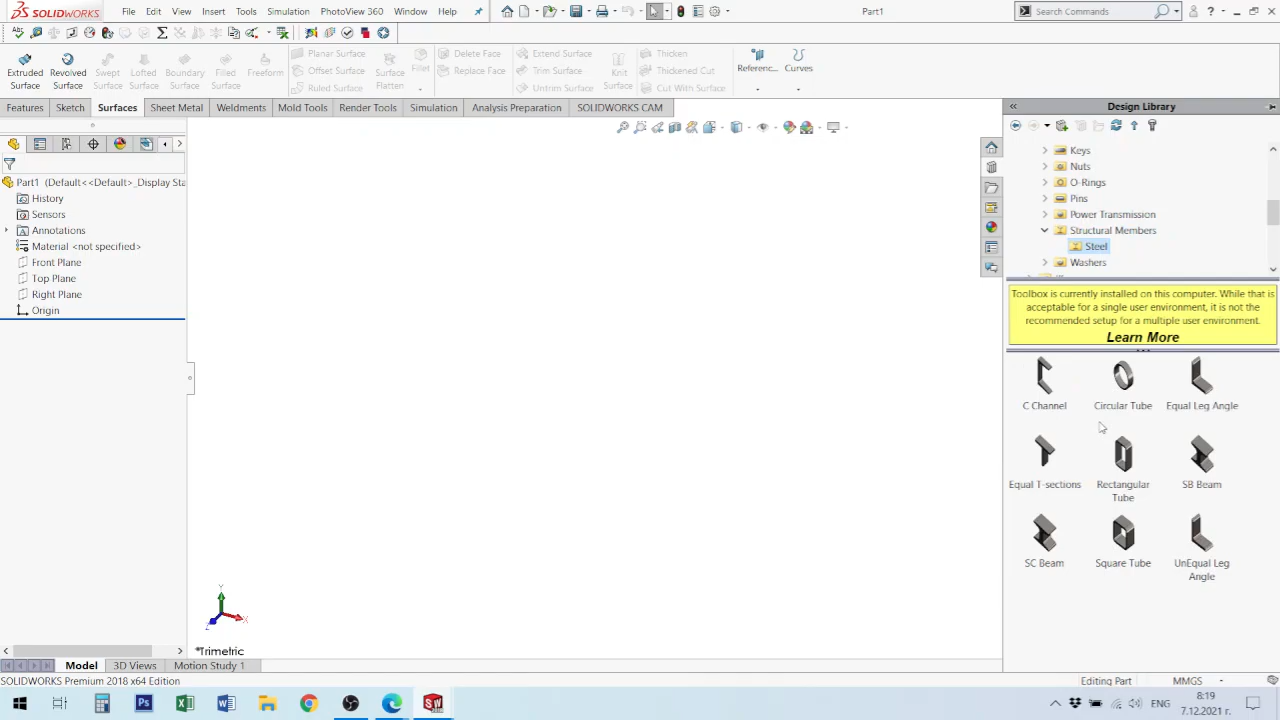 SOLIDWORKS File Edit View Insert Tools Simulation PhotoView 360 Window Help Part1 Search Commands
Extruded Surface
Revolved Surface
Swept Surface
Lofted Surface
Boundary Surface
Filled Surface
Freeform
Planar Surface
Offset Surface
Ruled Surface
Surface Flatten
Fillet
Delete Face
Replace Face
Extend Surface
Trim Surface
Untrim Surface
Knit Surface
Thicken
Thickened Cut
Cut With Surface
Referenc...
Curves
Features Sketch Surfaces Sheet Metal Weldments Mold Tools Render Tools Simulation Analysis Preparation SOLIDWORKS CAM
Part1 (Default<<Default>_Display Sta
History
Sensors
Annotations
Material <not specified>
Front Plane
Top Plane
Right Plane
Origin
Y
X
Z
*Trimetric
Design Library
Keys
Nuts
O-Rings
Pins
Power Transmission
Structural Members
Steel
Washers
Toolbox is currently installed on this computer. While that is
acceptable for a single user environment, it is not the
recommended setup for a multiple user environment.
Learn More
C Channel
Circular Tube
Equal Leg Angle
Equal T-sections
Rectangular
Tube
SB Beam
SC Beam
Square Tube
UnEqual Leg
Angle
Model 3D Views Motion Study 1
SOLIDWORKS Premium 2018 x64 Edition
Editing Part MMGS
ЕНГ
8:19
7.12.2021 г.